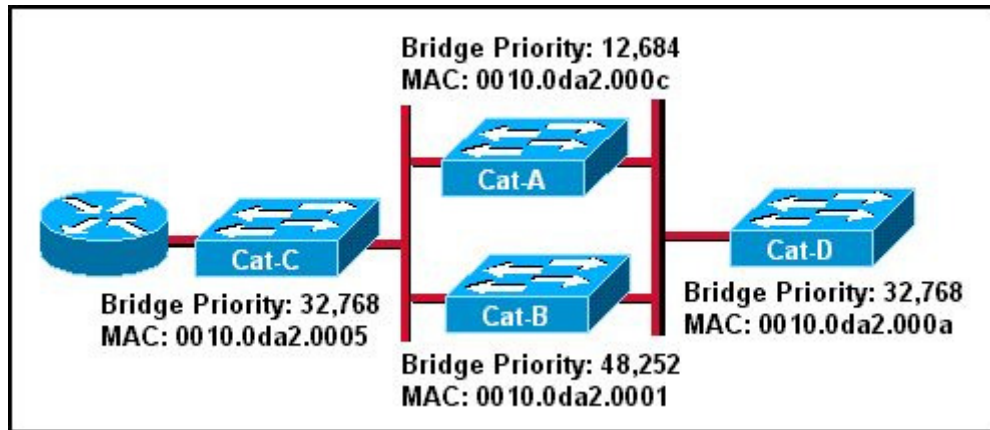 Bridge Priority: 12,684
MAC: 0010.0da2.000c
Cat-A
Cat-C
Cat-D
Bridge Priority: 32,768
MAC: 0010.0da2.0005
Cat-B
Bridge Priority: 32,768
MAC: 0010.0da2.000a
Bridge Priority: 48,252
MAC: 0010.0da2.0001